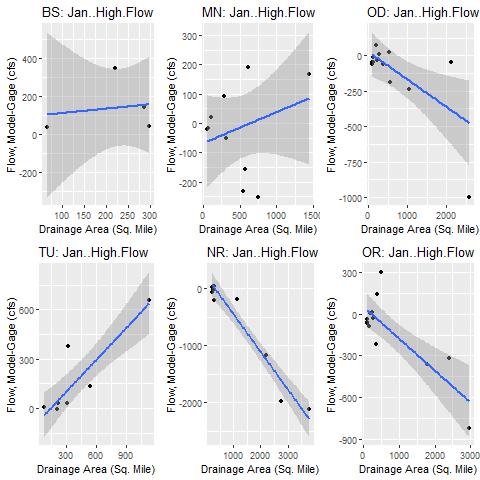 BS: Jan..High.Flow
MN: Jan..High.Flow
OD: Jan..High.Flow
Flow, Model-Gage (cfs)
400
200
0
-200
100
150
200
250
300
Drainage Area (Sq. Mile)
Flow, Model-Gage (cfs)
300
200
100
0
-100
-200
0
500
1000
1500
Drainage Area (Sq. Mile)
Flow, Model-Gage (cfs)
0
-250
-500
-750
-1000
0
1000
2000
Drainage Area (Sq. Mile)
TU: Jan..High.Flow
NR: Jan..High.Flow
OR: Jan..High.Flow
Flow, Model-Gage (cfs)
600
300
0
300
600
900
Drainage Area (Sq. Mile)
Flow, Model-Gage (cfs)
0
-1000
-2000
1000
2000
3000
Drainage Area (Sq. Mile)
Flow, Model-Gage (cfs)
300
0
-300
-600
-900
0
1000
2000
3000
Drainage Area (Sq. Mile)